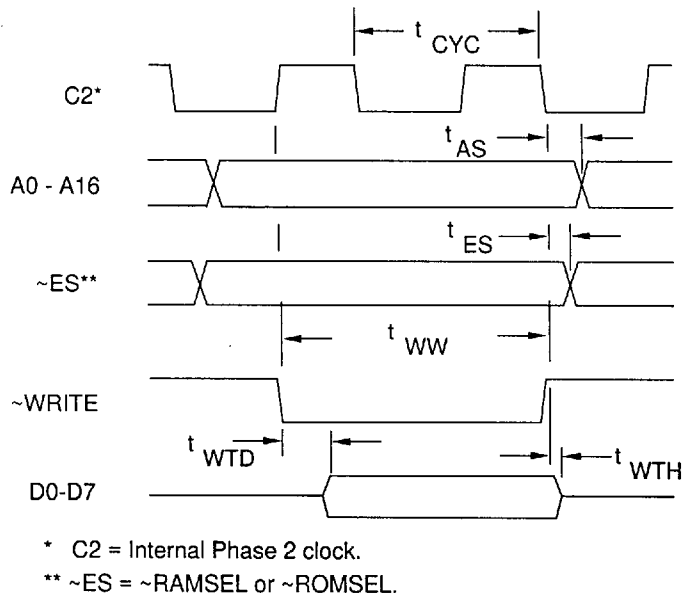 t CYC
C2*
t AS
A0 - A16
t ES
~ES**
t WW
~WRITE
t WTD
t WTH
D0-D7
* C2 = Internal Phase 2 clock.
** ~ES = ~RAMSEL or ~ROMSEL.